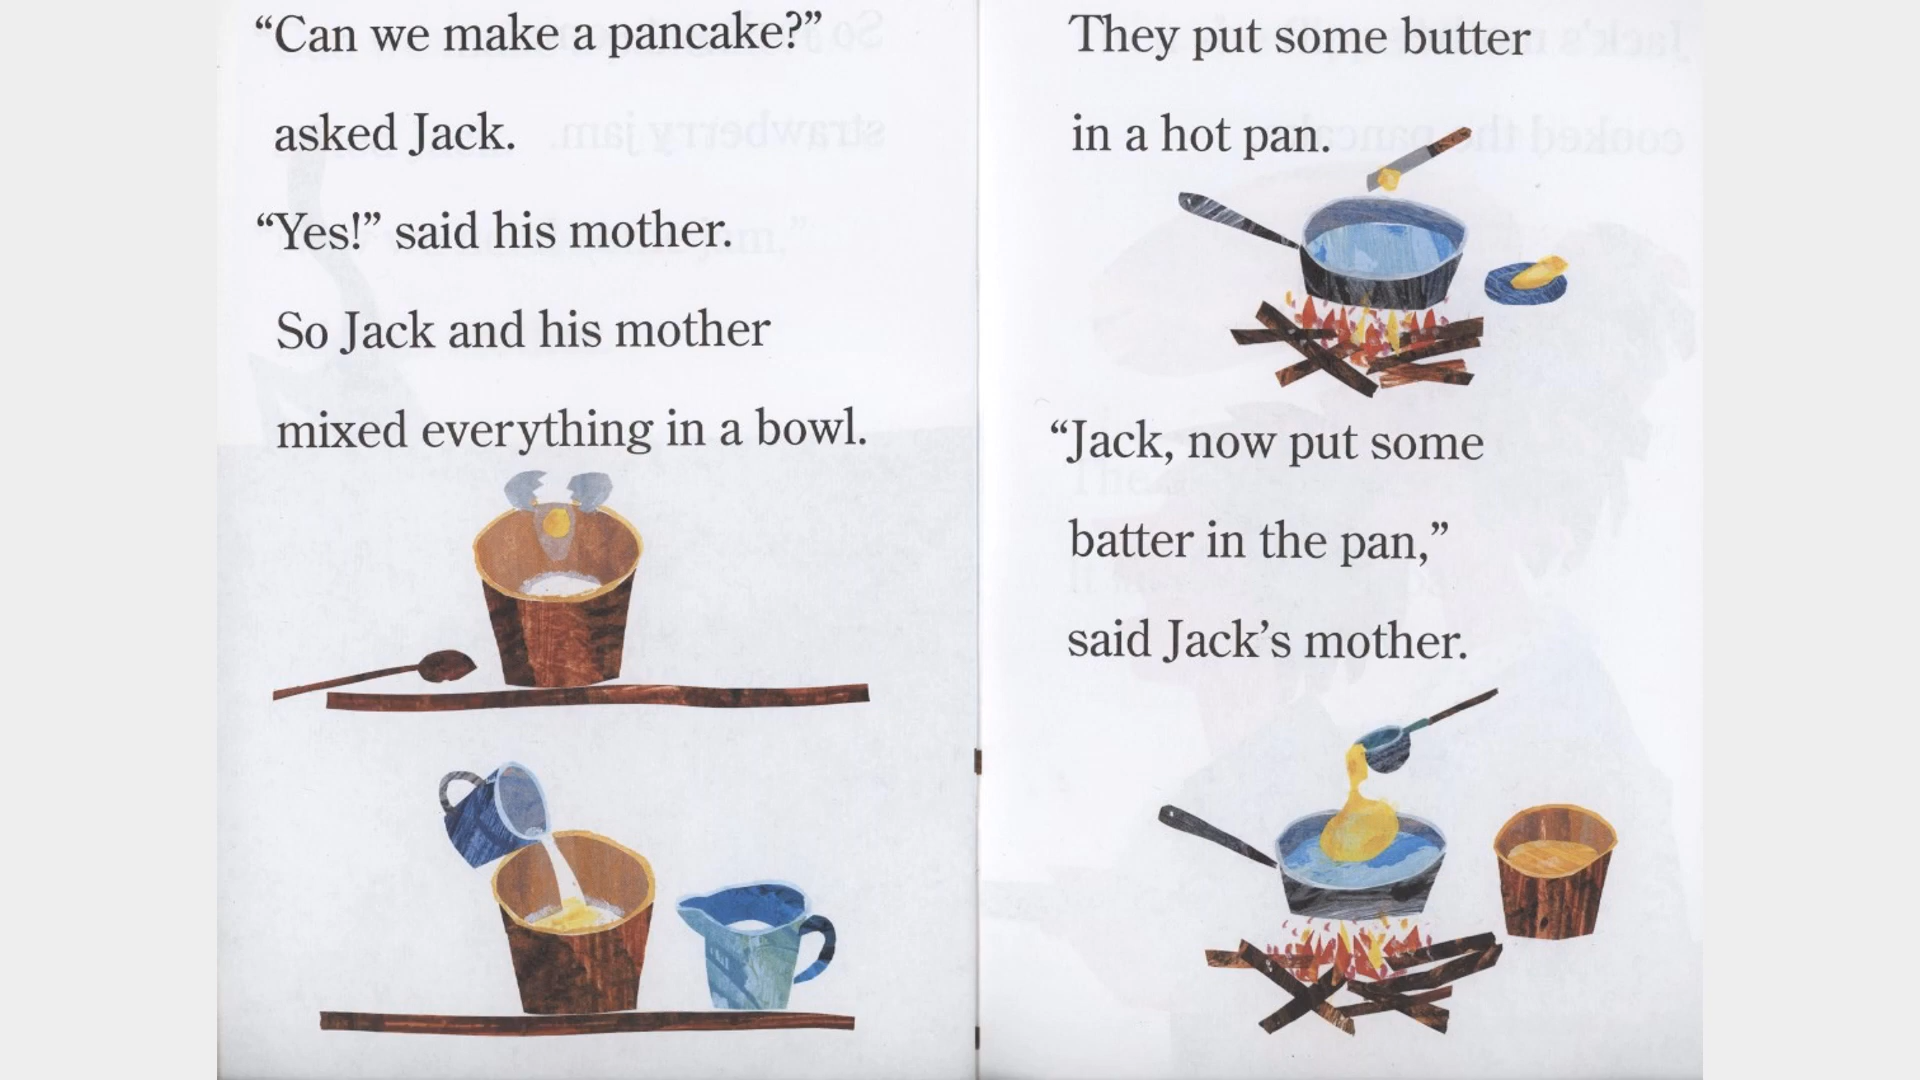 “Can we make a pancake?”
asked Jack.
“Yes!” said his mother.
So Jack and his mother
mixed everything in a bowl.
They put some butter
in a hot pan.
“Jack, now put some
batter in the pan,”
said Jack’s mother.